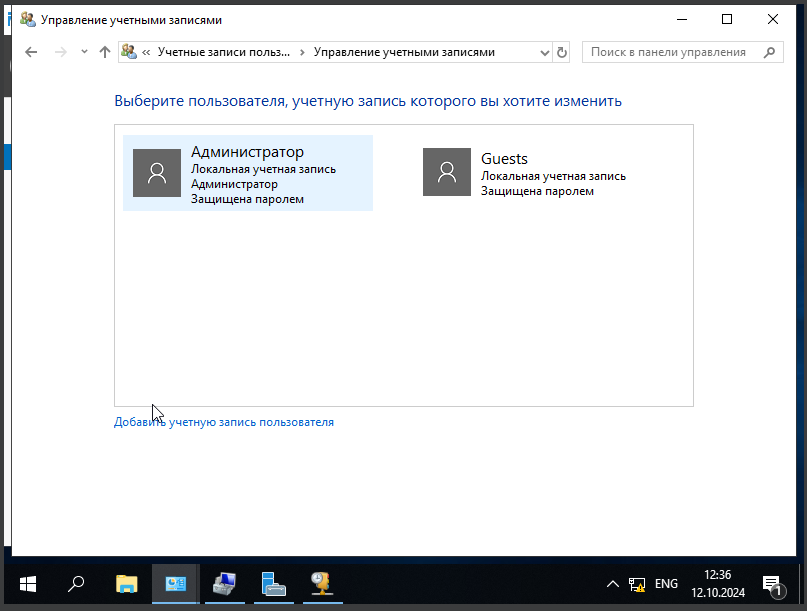 Управление учетными записями
« Учетные записи польз... › Управление учетными записями
Поиск в панели управления
Выберите пользователя, учетную запись которого вы хотите изменить
Администратор
Локальная учетная запись
Администратор
Защищена паролем
Guests
Локальная учетная запись
Защищена паролем
Добавить учетную запись пользователя
ENG
12:36
12.10.2024
1